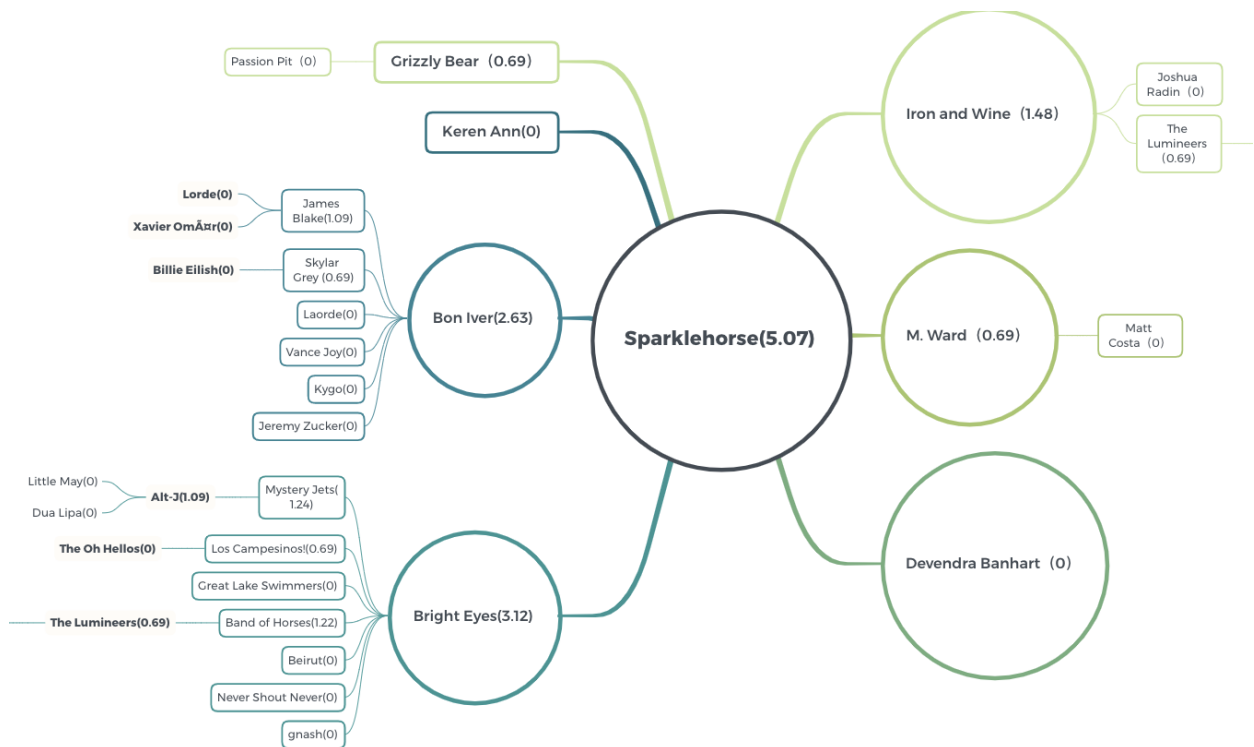 Passion Pit（0）
Grizzly Bear（0.69）
Keren Ann(0)
Lorde(0)
Xavier OmÃ¤r(0)
James
Blake(1.09)
Billie Eilish(0)
Skylar
Grey (0.69)
Laorde(0)
Vance Joy(0)
Kygo(0)
Jeremy Zucker(0)
Bon Iver(2.63)
Little May(0)
Dua Lipa(0)
Alt-J(1.09)
Mystery Jets(
1.24)
The Oh Hellos(0)
Los Campesinos!(0.69)
Great Lake Swimmers(0)
The Lumineers(0.69)
Band of Horses(1.22)
Beirut(0)
Never Shout Never(0)
gnash(0)
Bright Eyes(3.12)
Sparklehorse(5.07)
Iron and Wine（1.48）
Joshua
Radin（0）
The
Lumineers
（0.69）
M. Ward（0.69）
Matt
Costa（0）
Devendra Banhart（0）